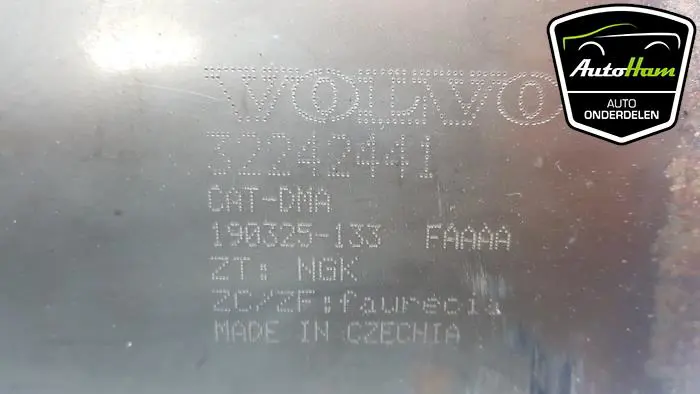 VOLVO
32242441
CAT-DMA
190325-133 FAAAA
ZT: NGK
ZC/ZF:faurecia
MADE IN CZECHIA
AutoHam
AUTO
ONDERDELEN